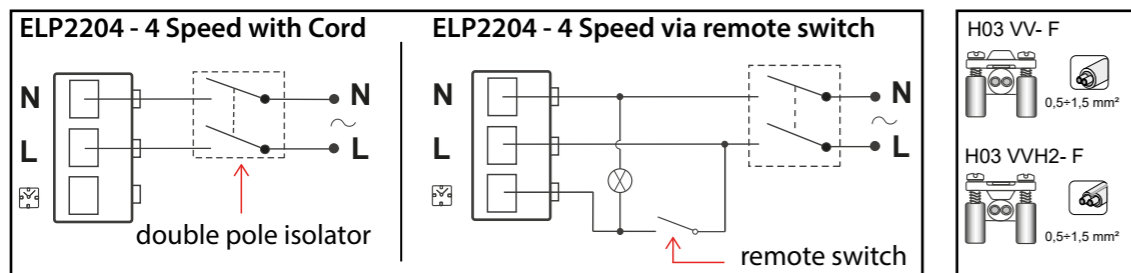 ELP2204 - 4 Speed with Cord
N
N
L
L
double pole isolator
ELP2204 - 4 Speed via remote switch
N
N
L
L
remote switch
H03 VV- F
0,5÷1,5 mm²
H03 VVH2- F
0,5÷1,5 mm²